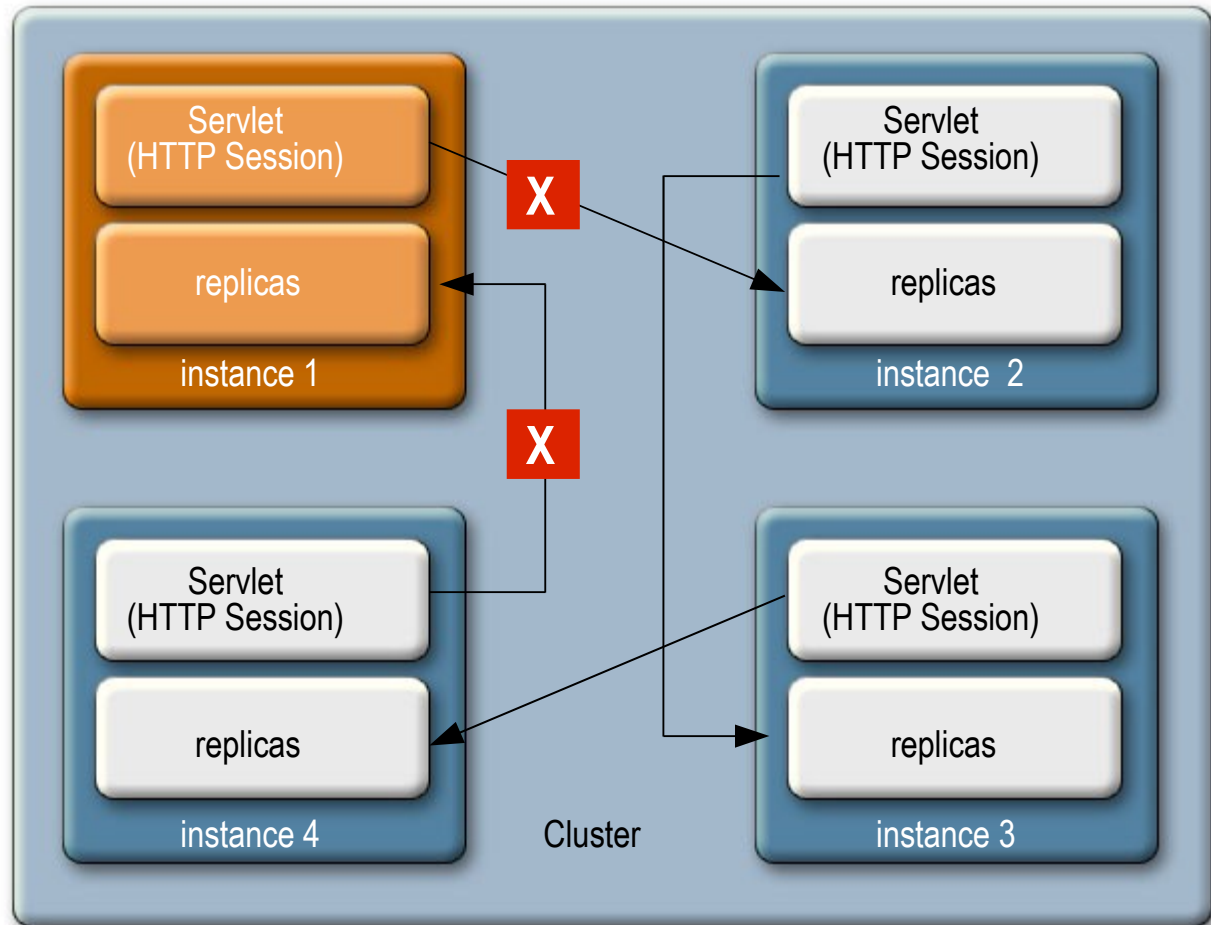 Servlet
(HTTP Session)
replicas
instance 1
X
Servlet
(HTTP Session)
replicas
instance 2
X
Servlet
(HTTP Session)
replicas
instance 4
Cluster
Servlet
(HTTP Session)
replicas
instance 3